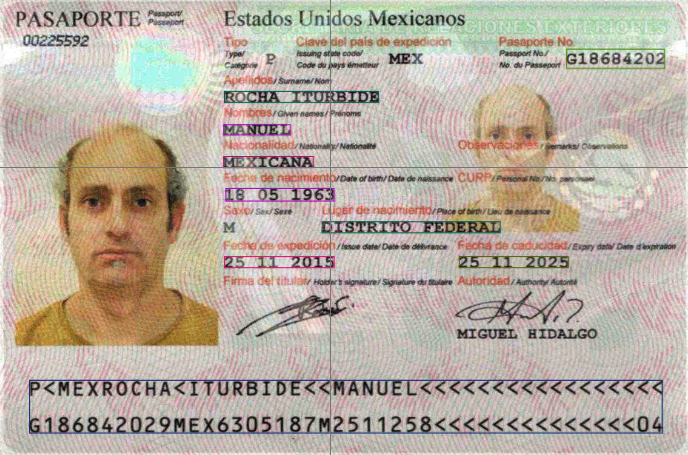 PASAPORTE Passport/ Passeport
Estados Unidos Mexicanos
00225592
Tipo Clave del país de expedición Pasaporte No.
Type/ Issuing state code/ Passport No./
Categorie P Code du pays émetteur MEX No. du Passeport G18684202
Apellidos/ Surname/ Nom
ROCHA ITURBIDE
Nombres/ Given names/ Prénoms
MANUEL
Nacionalidad/ Nationality/ Nationalité Observaciones/ Remarks/ Observations
MEXICANA
Fecha de nacimiento/ Date of birth/ Date de naissance CURP/ Personal No./ No. personnel
18 05 1963
Sexo/ Sex/ Sexe Lugar de nacimiento/ Place of birth/ Lieu de naissance
M DISTRITO FEDERAL
Fecha de expedición/ Issue date/ Date de délivrance Fecha de caducidad/ Expiry date/ Date d'expiration
25 11 2015 25 11 2025
Firma del titular/ Holder's signature/ Signature du titulaire Autoridad/ Authority/ Autorité
MIGUEL HIDALGO
P<MEXROCHA<ITURBIDE<<MANUEL<<<<<<<<<<<<<<<<<
G186842029MEX6305187M2511258<<<<<<<<<<<<<<04